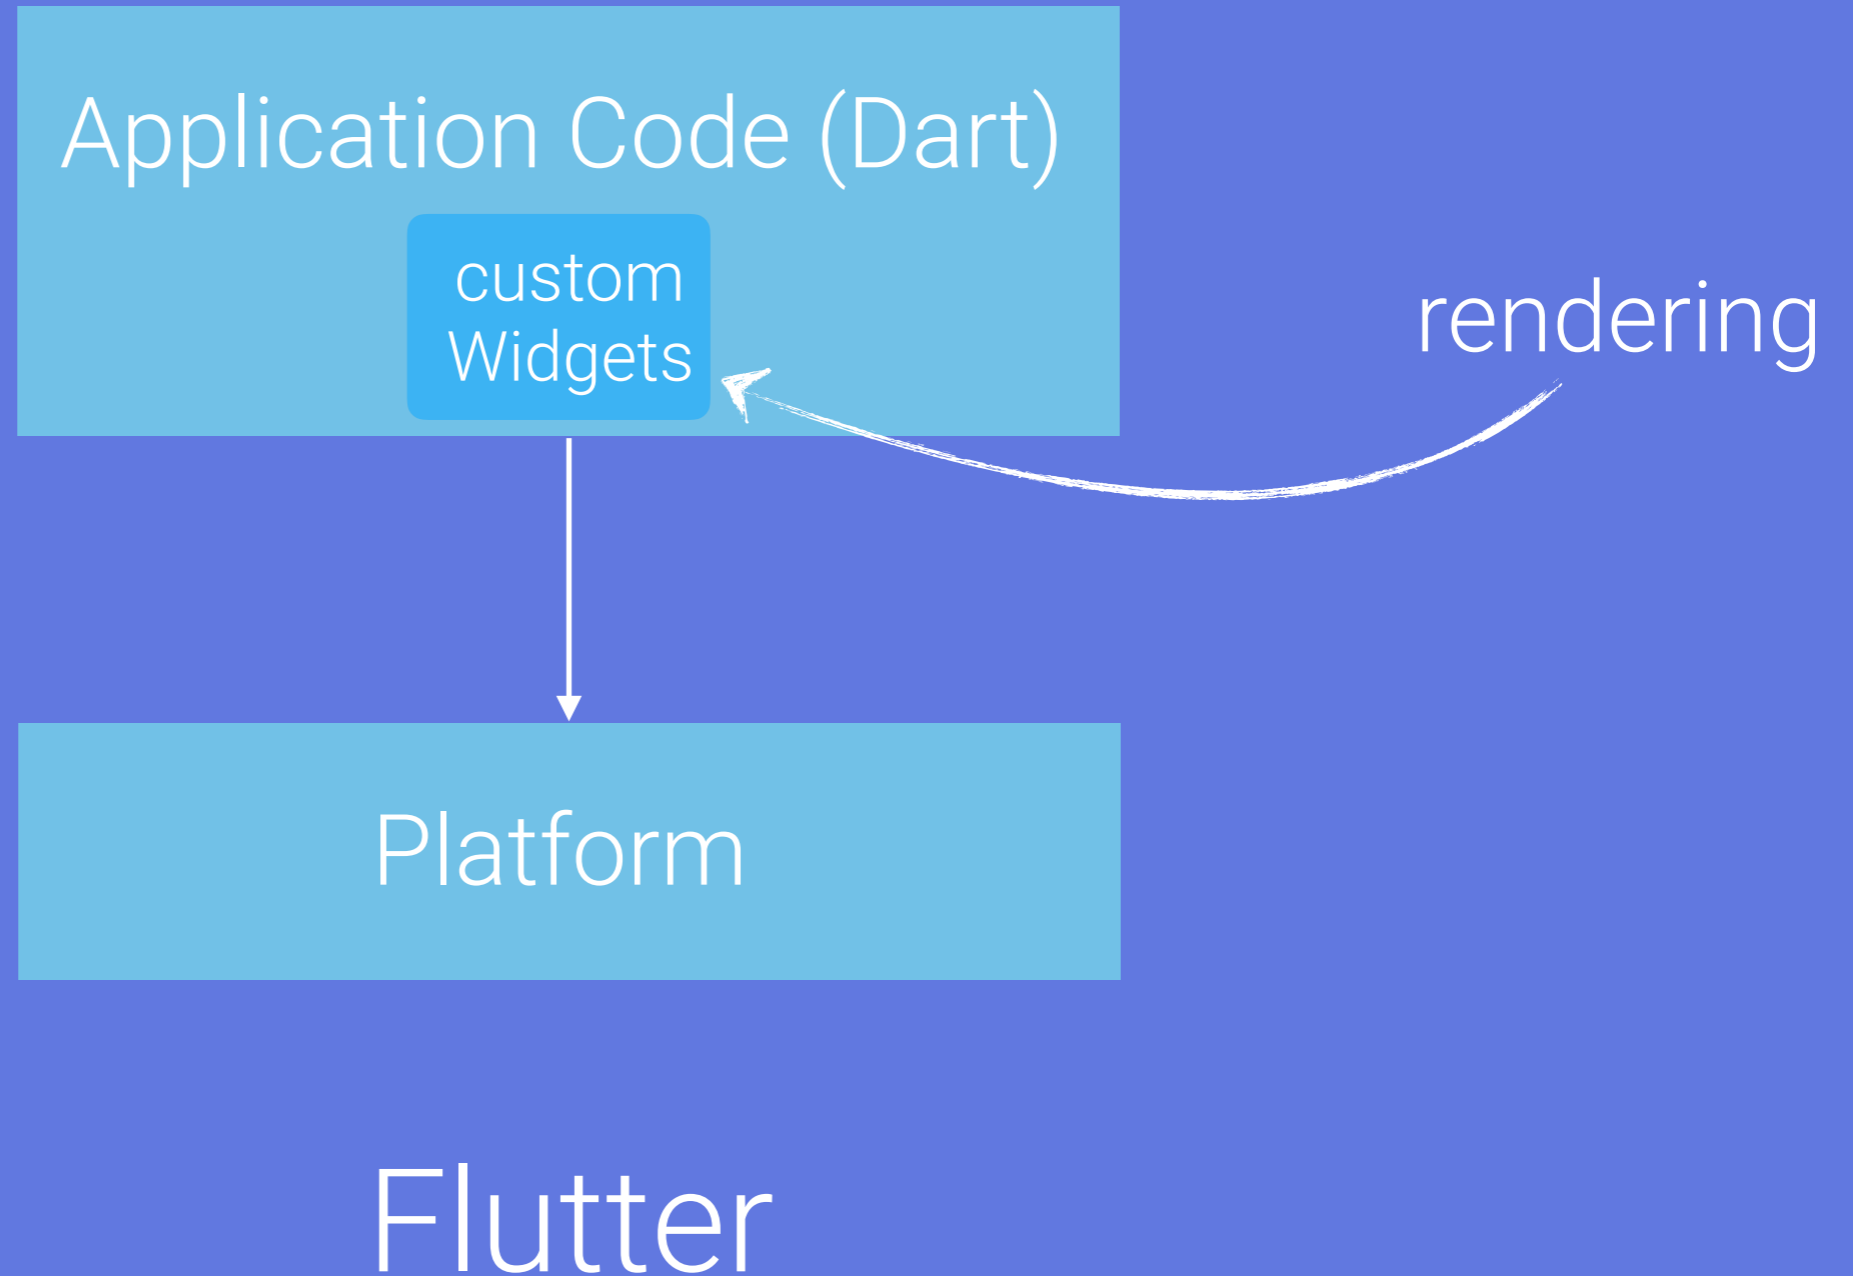 Application Code (Dart)
custom
Widgets
rendering
Platform
Flutter